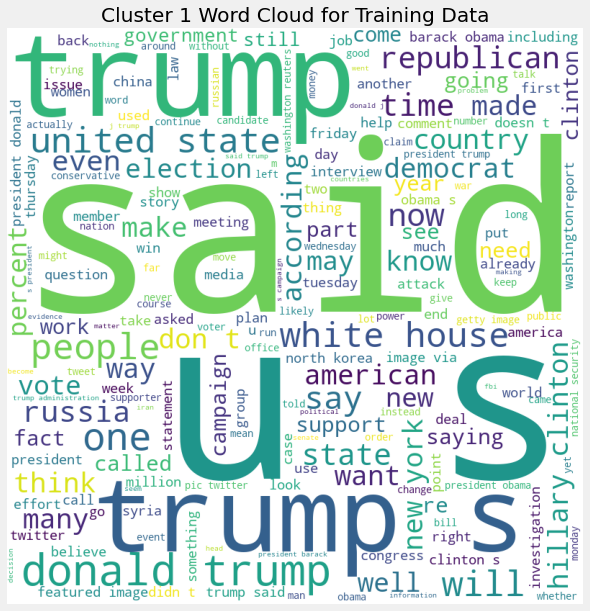 Cluster 1 Word Cloud for Training Data
trump
said
u s
trump s
back
nothing
government
around
without
still
job
come
good
barack obama
including
trying
issue
women
russian
law
china
money
washington reuters
another
republican
going
talk
problem
first
went
clinton
word
used
time made
united state
actually
continue
candidate
j trump
friday
help
comment
number
donald j
doesn t
country
president donald
thursday
even
election
conservative
said trump
left
m
day
interview
claim
president trump
democrat
countries
show
member
story
nation
make
according
two
thing
year
obama s
war
now
see
part
long
put
need
washington
report
percent
might
win
meeting
move
s president
s campaign
wednesday
much
already
question
far
media
may
know
tuesday
attack
give
making
keep
never
course
evidence
matter
work
take
asked
plan
voter
u
run
likely
lot
power
end
getty image
public
america
people
don t
white house
way
office
become
tweet
north korea
image via
vote
week
campaign
american
say
new
world
fbi
came
national security
trump administration
supporter
iran
russia
statement
mean
group
told
political
instead
deal
fact
one
case
support
saying
senate
order
president
called
million
use
want
state
new york
point
yet
whether
hillary clinton
think
effort
call
pic twitter
look
re
president obama
many
go
syria
seem
change
bill
investigation
monday
twitter
event
something
congress
right
clinton s
believe
head
president barack
donald trump
well
will
decision
featured image
didn t
trump said
man
obama
information
says